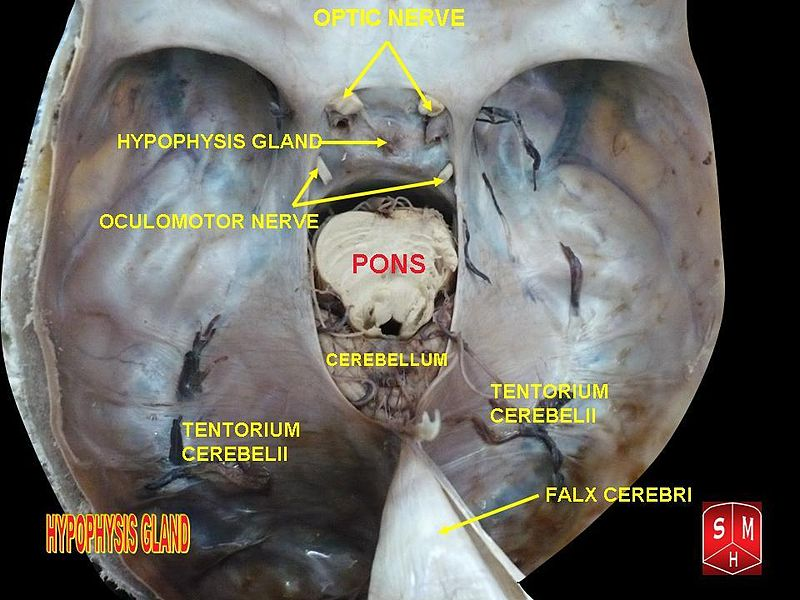 OPTIC NERVE
HYPOPHYSIS GLAND
OCULOMOTOR NERVE
PONS
CEREBELLUM
TENTORIUM
CEREBELII
TENTORIUM
CEREBELII
FALX CEREBRI
HYPOPHYSIS GLAND
S M
H